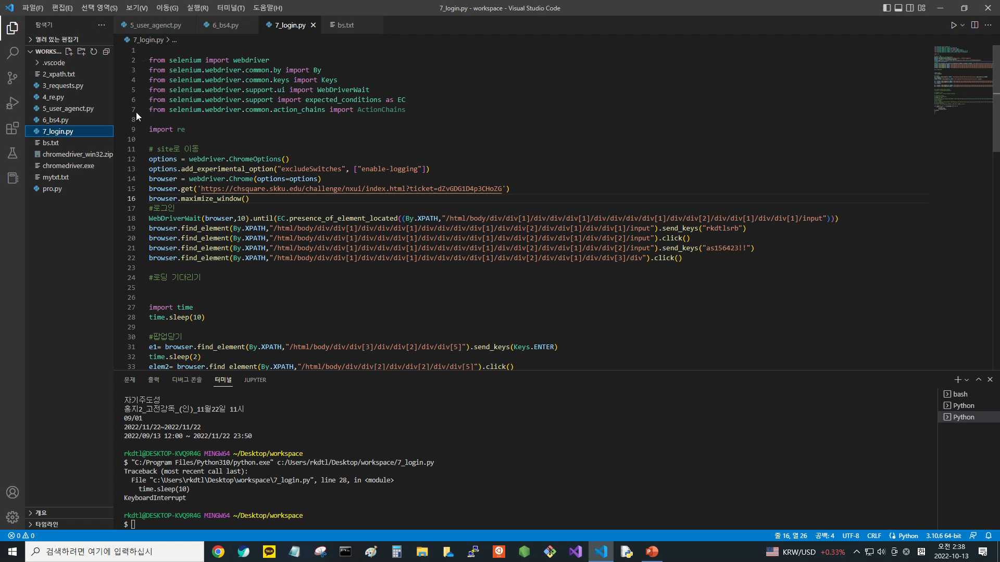 파일(F) 편집(E) 선택 영역(S) 보기(V) 이동(G) 실행(R) 터미널(T) 도움말(H)
7_login.py - workspace - Visual Studio Code
탐색기
열려 있는 편집기
WORKS...
.vscode
2_xpath.txt
3_requests.py
4_re.py
5_user_agenct.py
6_bs4.py
7_login.py
bs.txt
chromedriver_win32.zip
chromedriver.exe
mytxt.txt
pro.py
개요
타임라인
5_user_agenct.py 6_bs4.py 7_login.py bs.txt
7_login.py > ...
1
2 from selenium import webdriver
3 from selenium.webdriver.common.by import By
4 from selenium.webdriver.common.keys import Keys
5 from selenium.webdriver.support.ui import WebDriverWait
6 from selenium.webdriver.support import expected_conditions as EC
7 from selenium.webdriver.common.action_chains import ActionChains
8
9 import re
10
11 # site로 이동
12 options = webdriver.ChromeOptions()
13 options.add_experimental_option("excludeSwitches", ["enable-logging"])
14 browser = webdriver.Chrome(options=options)
15 browser.get('https://chsquare.skku.edu/challenge/nxui/index.html?ticket=dZvGDG1D4p3CHoZG')
16 browser.maximize_window()
17 #로그인
18 WebDriverWait(browser,10).until(EC.presence_of_element_located((By.XPATH,"/html/body/div/div[1]/div/div/div[1]/div/div/div/div[1]/div/div[2]/div/div[1]/div/div[1]/input")))
19 browser.find_element(By.XPATH,"/html/body/div/div[1]/div/div/div[1]/div/div/div/div[1]/div/div[2]/div/div[1]/div/div[1]/input").send_keys("rkdtlsrb")
20 browser.find_element(By.XPATH,"/html/body/div/div[1]/div/div/div[1]/div/div/div/div[1]/div/div[2]/div/div[1]/div/div[2]/input").click()
21 browser.find_element(By.XPATH,"/html/body/div/div[1]/div/div/div[1]/div/div/div/div[1]/div/div[2]/div/div[1]/div/div[2]/input").send_keys("as156423!!")
22 browser.find_element(By.XPATH,"/html/body/div/div[1]/div/div/div[1]/div/div/div/div[1]/div/div[2]/div/div[1]/div/div[3]/div").click()
23
24 #로딩 기다리기
25
26
27 import time
28 time.sleep(10)
29
30 #팝업닫기
31 e1= browser.find_element(By.XPATH,"/html/body/div/div[3]/div/div[2]/div/div[5]").send_keys(Keys.ENTER)
32 time.sleep(2)
33 elem2= browser.find_element(By.XPATH,"/html/body/div/div[2]/div/div[2]/div/div[5]").click()
문제 출력 디버그 콘솔 터미널 JUPYTER
자기주도성
홍지2_고전강독_(인)_11월22일 11시
09/01
2022/11/22~2022/11/22
2022/09/13 12:00 ~ 2022/11/22 23:50
rkdtl@DESKTOP-KVQ9R4G MINGW64 ~/Desktop/workspace
$ "C:/Program Files/Python310/python.exe" c:/Users/rkdtl/Desktop/workspace/7_login.py
Traceback (most recent call last):
File "c:\Users\rkdtl\Desktop\workspace\7_login.py", line 28, in <module>
time.sleep(10)
KeyboardInterrupt
rkdtl@DESKTOP-KVQ9R4G MINGW64 ~/Desktop/workspace
$
bash
Python
Python
0 0
줄 16, 열 26 공백: 4 UTF-8 CRLF Python 3.10.6 64-bit
검색하려면 여기에 입력하십시
TALK
KRW/USD +0.33%
오전 2:38
2022-10-13